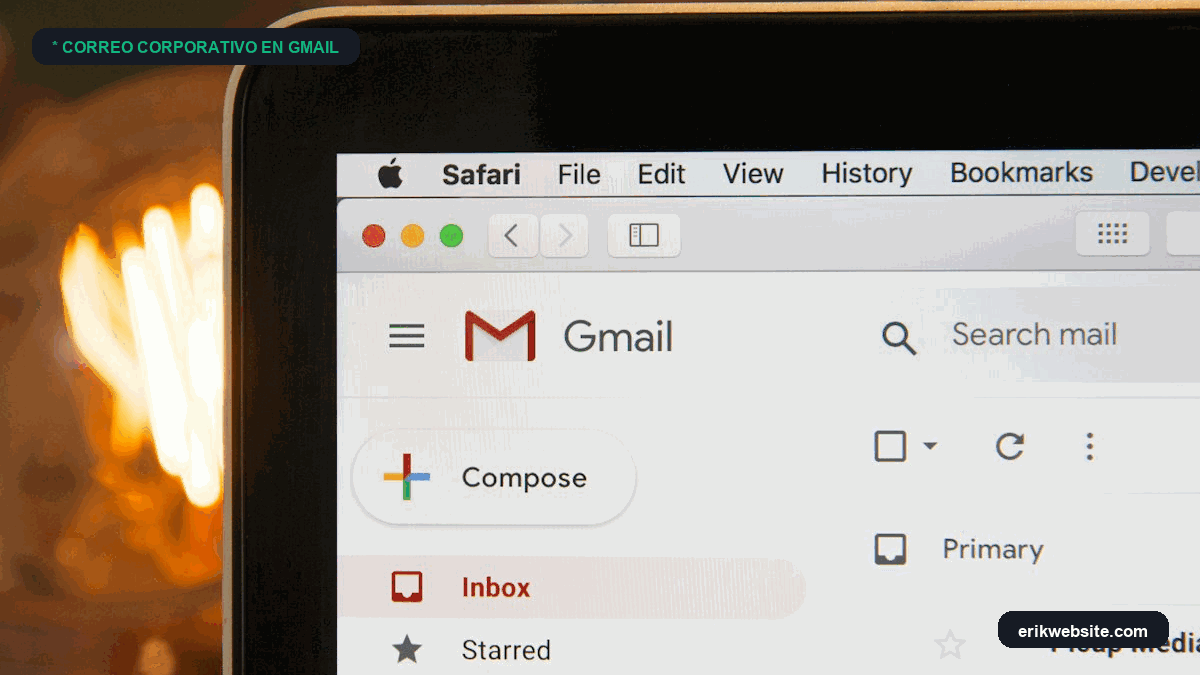 * CORREO CORPORATIVO EN GMAIL
Safari File Edit View History Bookmarks
Gmail
Search mail
Compose
Primary
Inbox
Starred
erikwebsite.com